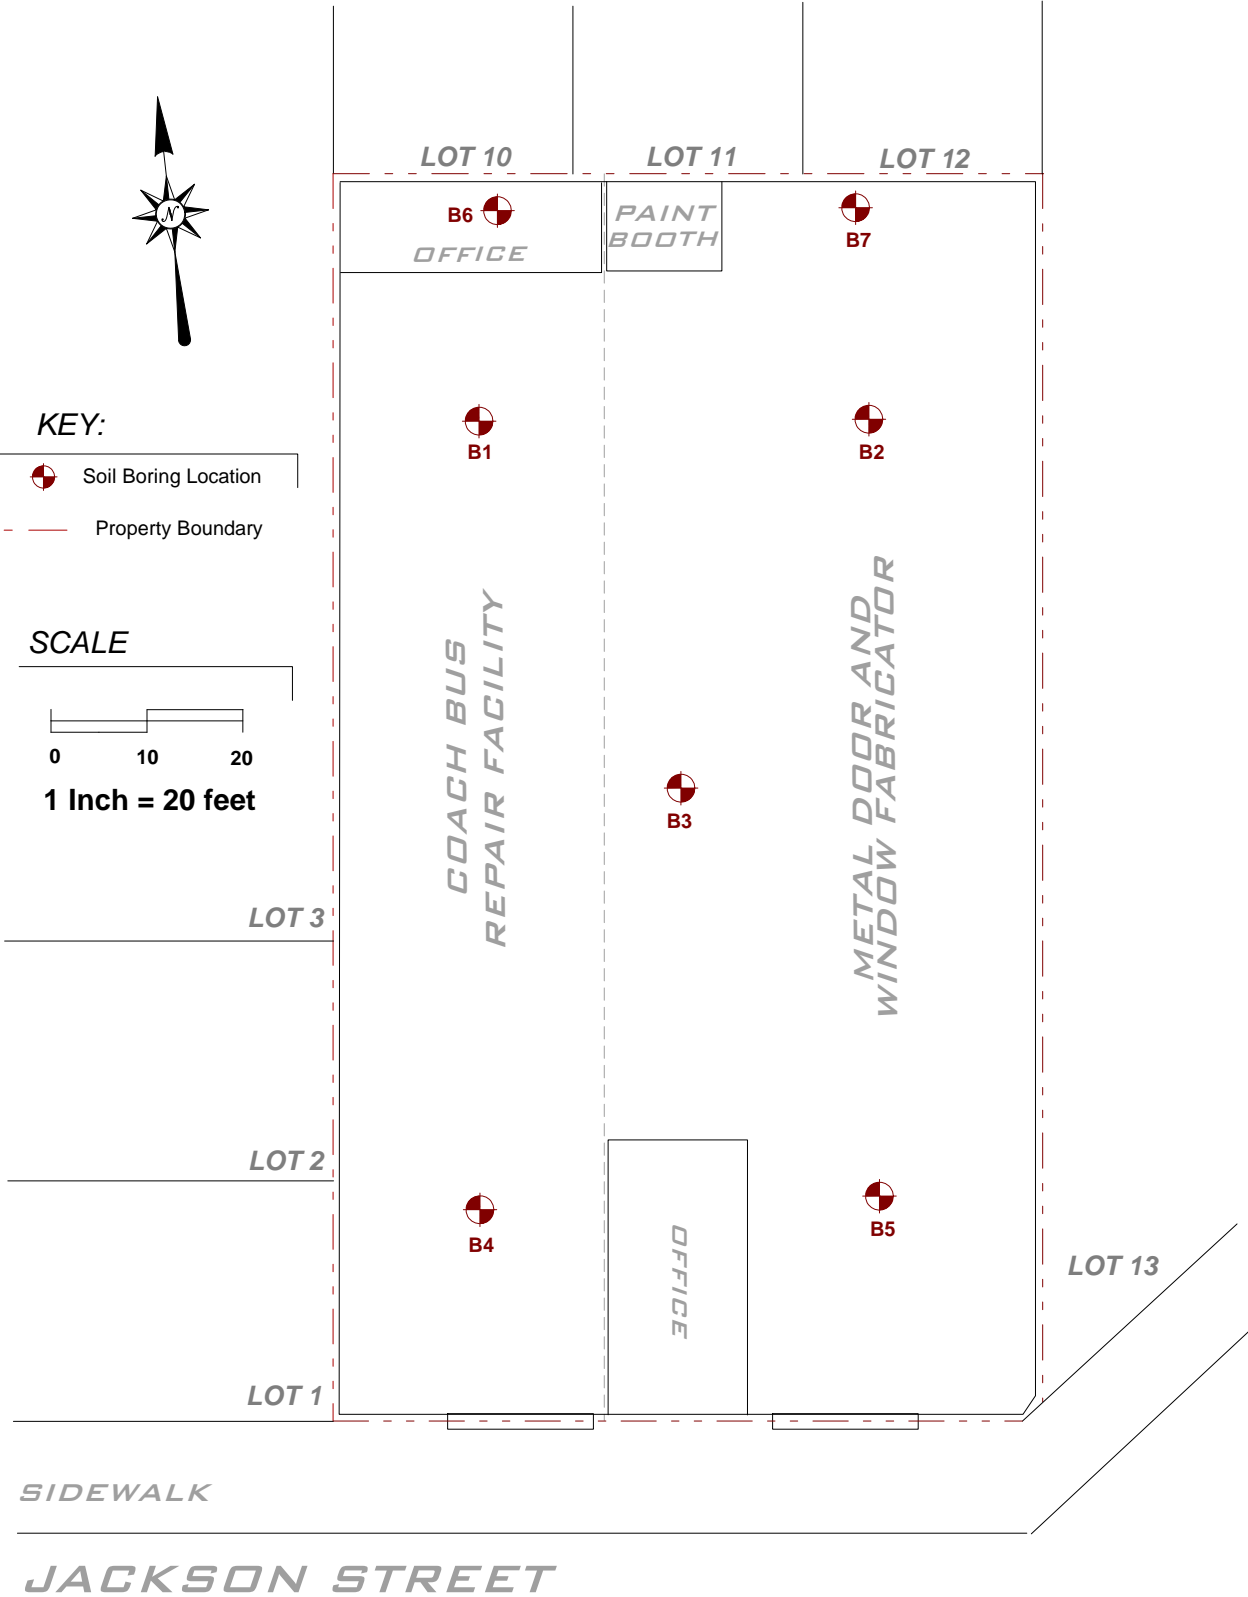 LOT 10
LOT 11
LOT 12
B6
OFFICE
PAINT
BOOTH
B7
N
KEY:
Soil Boring Location
Property Boundary
B1
B2
SCALE
0 10 20
1 Inch = 20 feet
COACH BUS
REPAIR FACILITY
METAL DOOR AND
WINDOW FABRICATOR
B3
LOT 3
LOT 2
B4
OFFICE
B5
LOT 13
LOT 1
SIDEWALK
JACKSON STREET